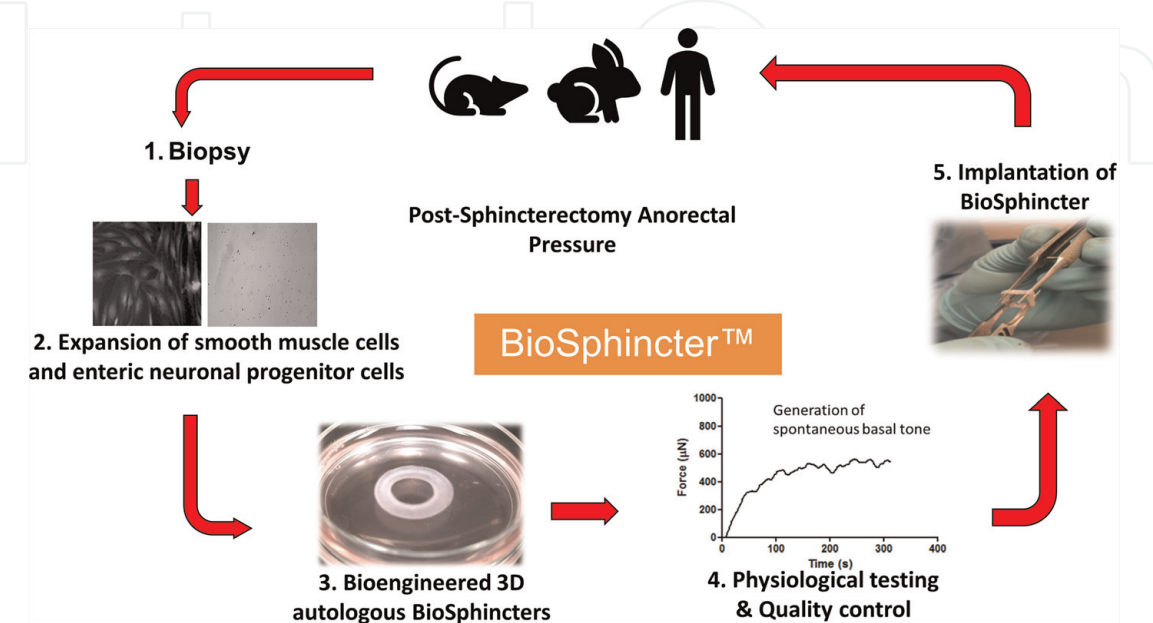 1. Biopsy
Post-Sphincterectomy Anorectal
Pressure
5. Implantation of
BioSphincter
2. Expansion of smooth muscle cells
and enteric neuronal progenitor cells
BioSphincter™
3. Bioengineered 3D
autologous BioSphincters
Generation of
spontaneous basal tone
Force (µN)
1000
800
600
400
200
0
0 100 200 300 400
Time (s)
4. Physiological testing
& Quality control